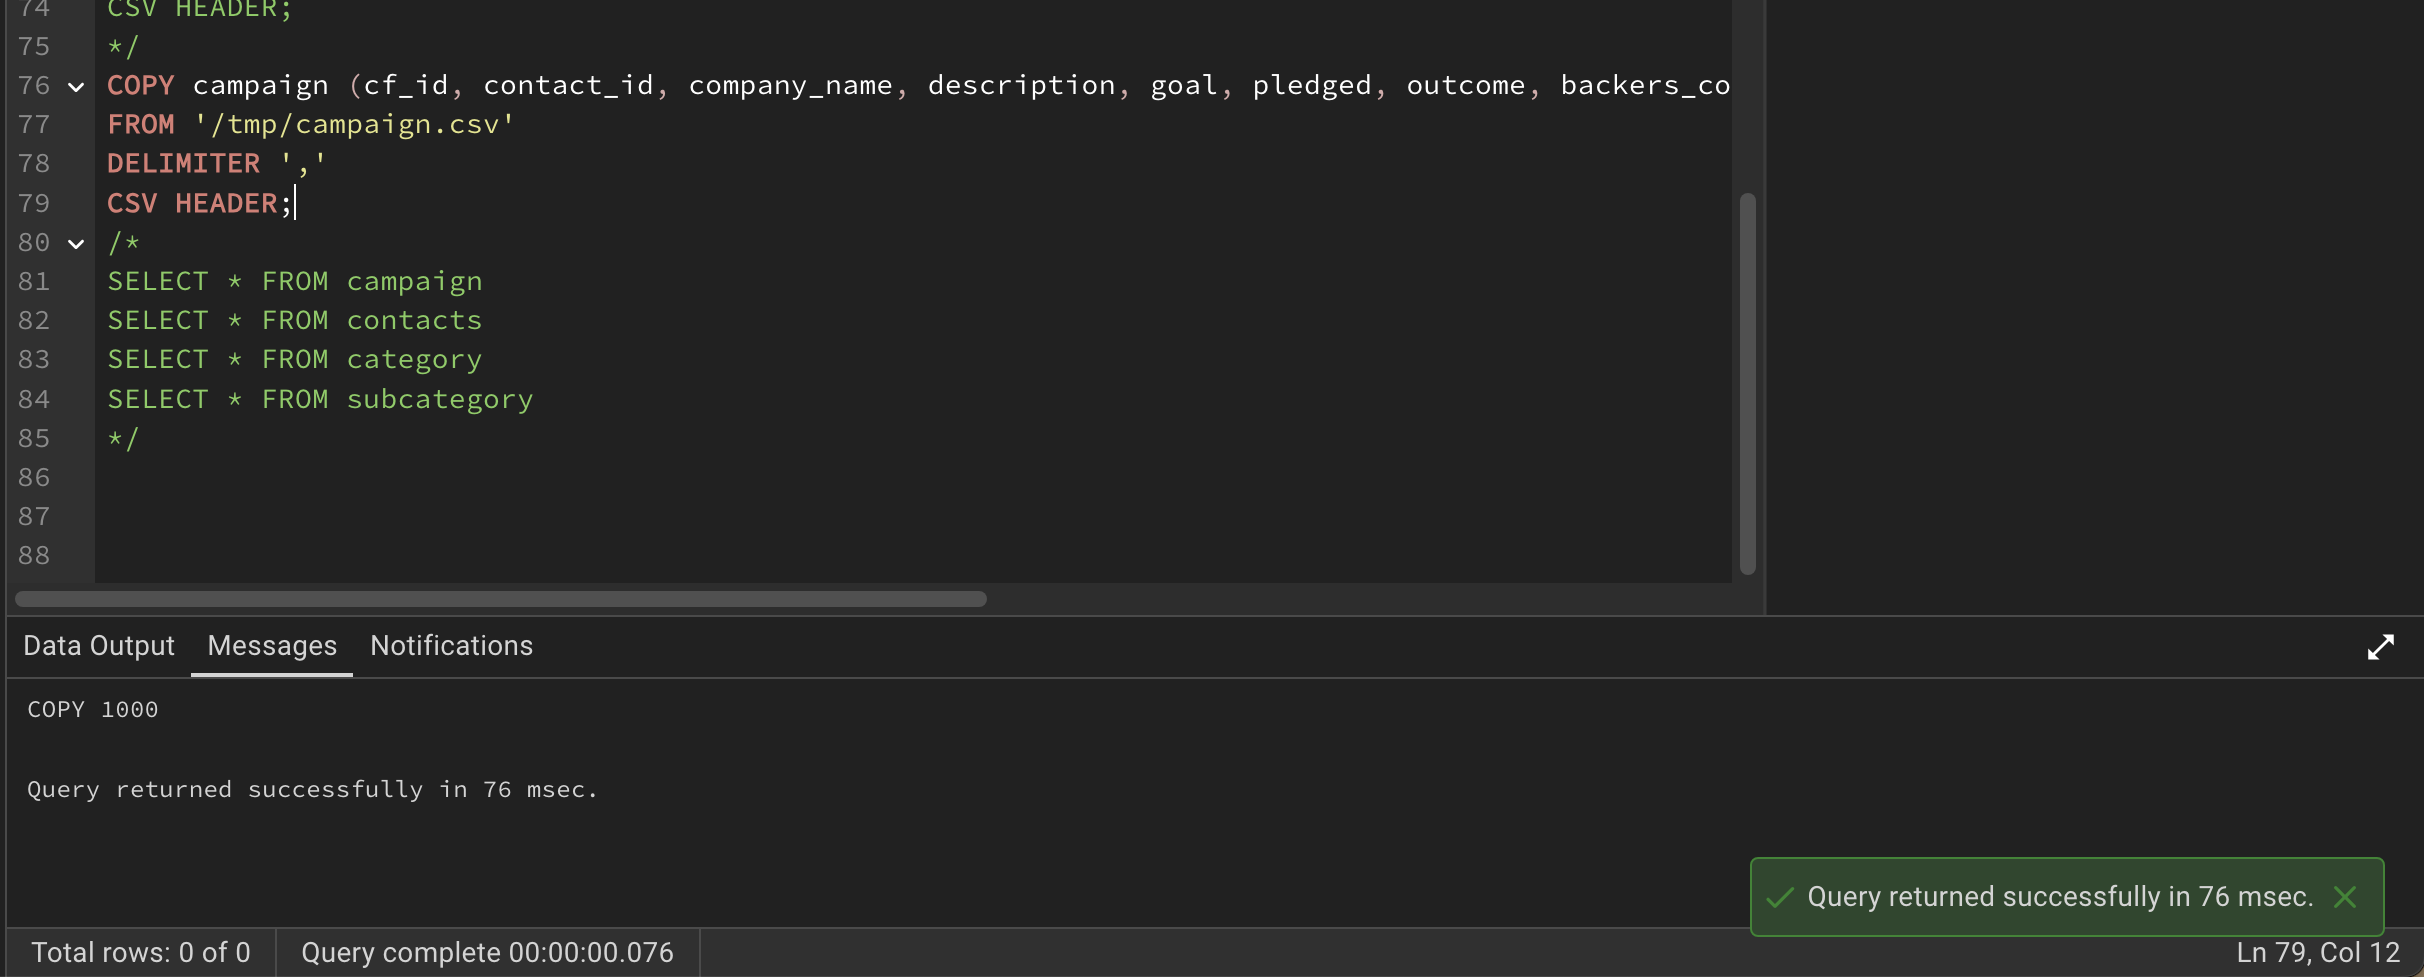 74 CSV HEADER;
75 */
76 COPY campaign (cf_id, contact_id, company_name, description, goal, pledged, outcome, backers_co
77 FROM '/tmp/campaign.csv'
78 DELIMITER ','
79 CSV HEADER;
80 /*
81 SELECT * FROM campaign
82 SELECT * FROM contacts
83 SELECT * FROM category
84 SELECT * FROM subcategory
85 */
86
87
88
Data Output Messages Notifications
COPY 1000
Query returned successfully in 76 msec.
Query returned successfully in 76 msec.
Total rows: 0 of 0 Query complete 00:00:00.076 Ln 79, Col 12